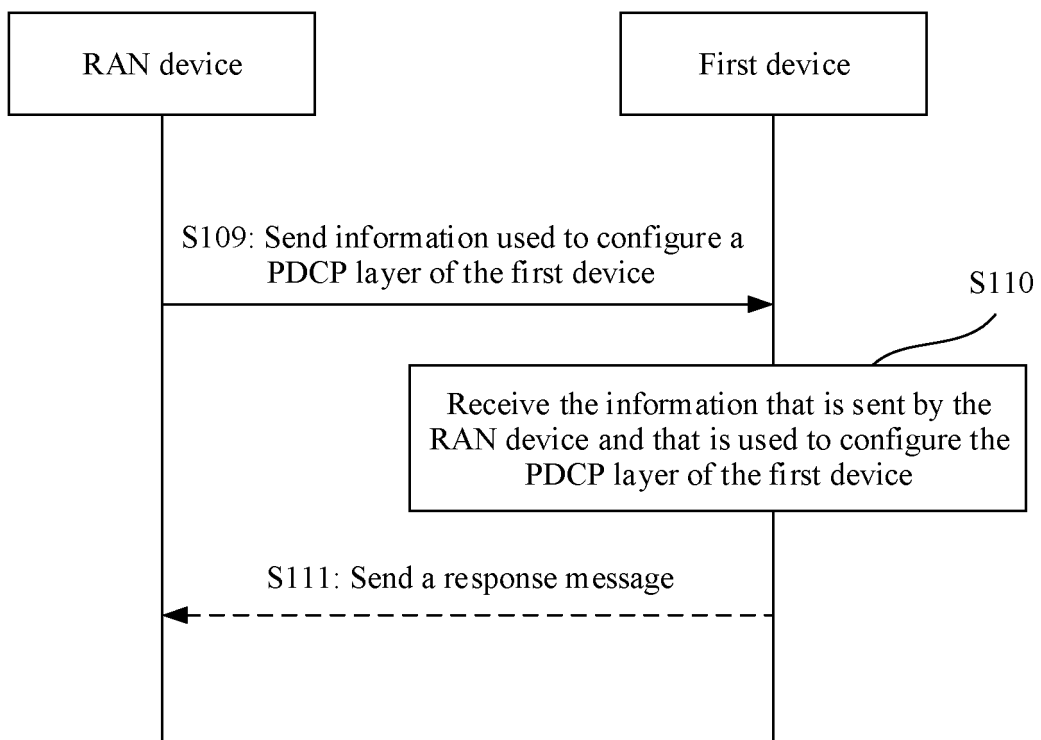 RAN device
First device
S109: Send information used to configure a
PDCP layer of the first device
S110
Receive the information that is sent by the
RAN device and that is used to configure the
PDCP layer of the first device
S111: Send a response message